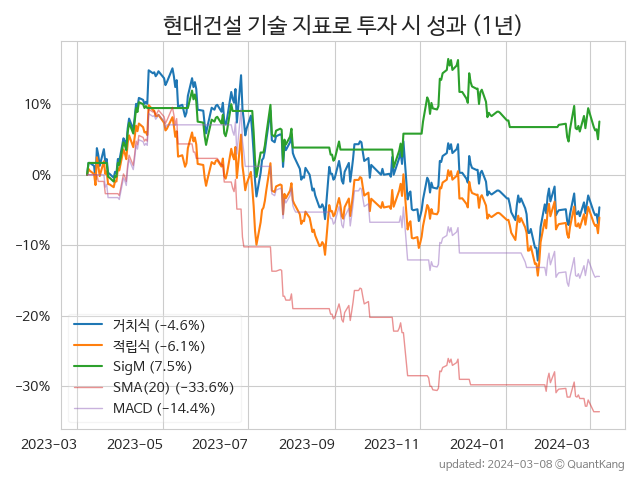 현대건설 기술 지표로 투자 시 성과 (1년)
10%
0%
−10%
−20%
−30%
거치식 (−4.6%)
적립식 (−6.1%)
SigM (7.5%)
SMA(20) (−33.6%)
MACD (−14.4%)
2023−03 2023−05 2023−07 2023−09 2023−11 2024−01 2024−03
updated: 2024−03−08 © QuantKang